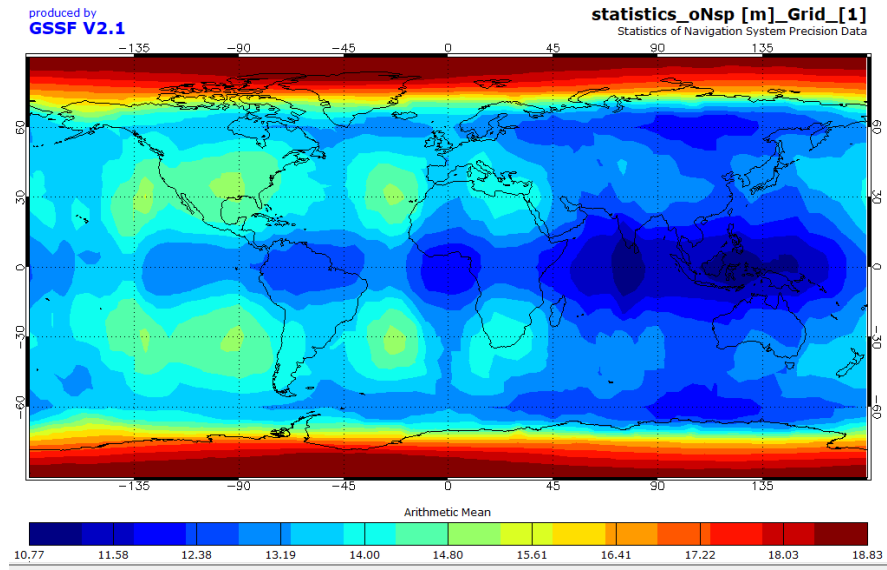 produced by
GSSF V2.1
statistics_oNsp [m]_Grid_[1]
Statistics of Navigation System Precision Data
−135 −90 −45 0 45 90 135
60 60
30 30
0 0
−30 −30
−60 −60
−135 −90 −45 0 45 90 135
Arithmetic Mean
10.77 11.58 12.38 13.19 14.00 14.80 15.61 16.41 17.22 18.03 18.83